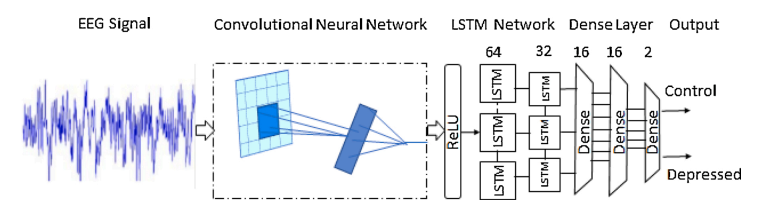 EEG Signal Convolutional Neural Network LSTM Network Dense Layer Output
64 32 16 16 2
ReLU
LSTM
LSTM
LSTM
LSTM
LSTM
LSTM
Dense
Dense
Dense
Control
Depressed